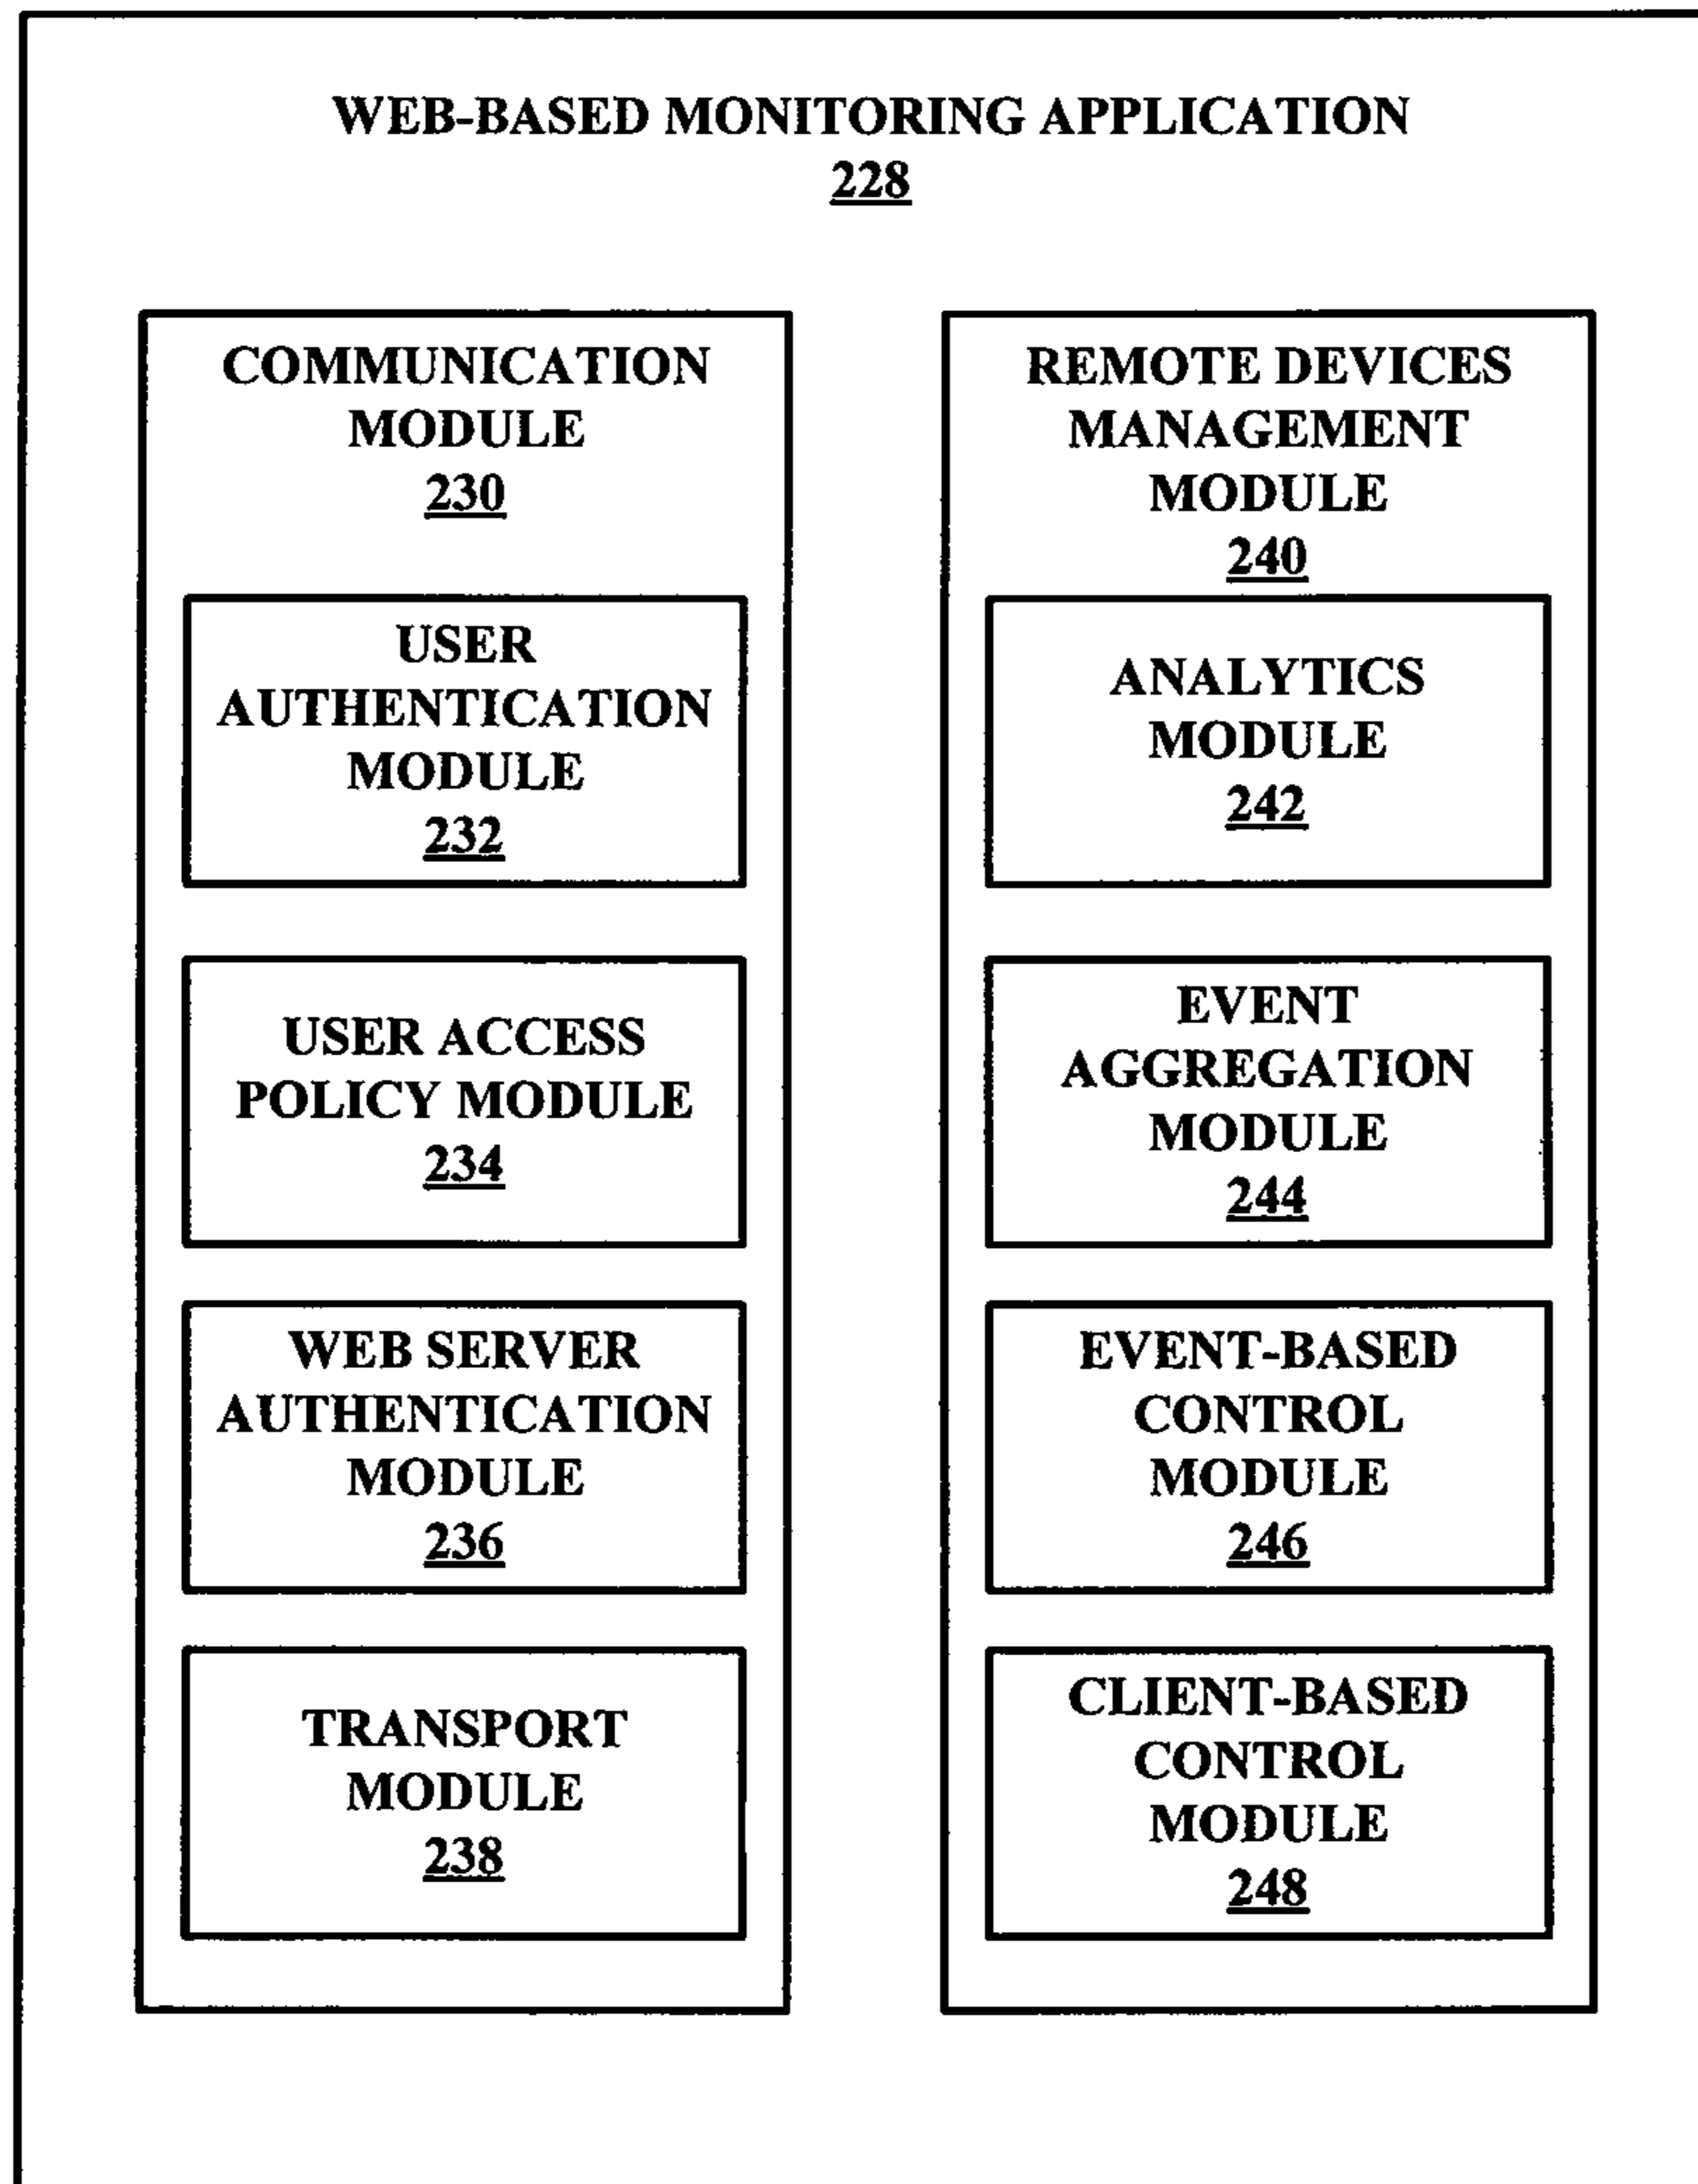 WEB-BASED MONITORING APPLICATION
228
COMMUNICATION
MODULE
230
USER
AUTHENTICATION
MODULE
232
USER ACCESS
POLICY MODULE
234
WEB SERVER
AUTHENTICATION
MODULE
236
TRANSPORT
MODULE
238
REMOTE DEVICES
MANAGEMENT
MODULE
240
ANALYTICS
MODULE
242
EVENT
AGGREGATION
MODULE
244
EVENT-BASED
CONTROL
MODULE
246
CLIENT-BASED
CONTROL
MODULE
248